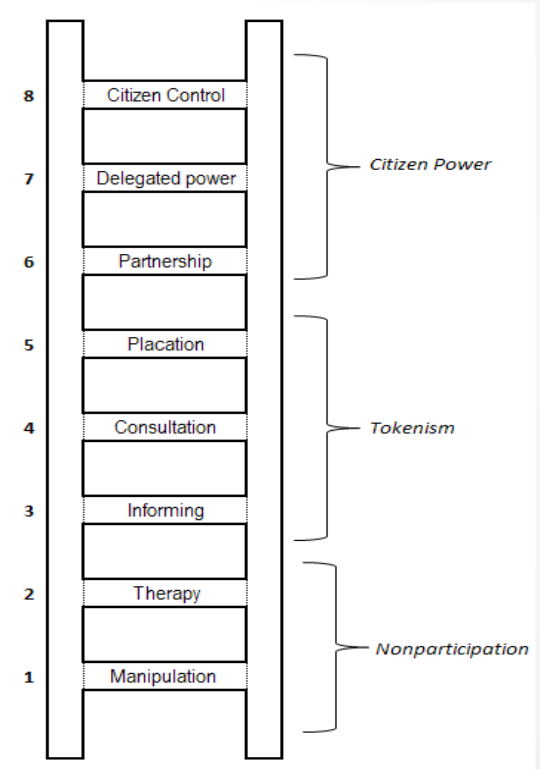 8 Citizen Control
Citizen Power
7 Delegated power
6 Partnership
5 Placation
4 Consultation
Tokenism
3 Informing
2 Therapy
Nonparticipation
1 Manipulation